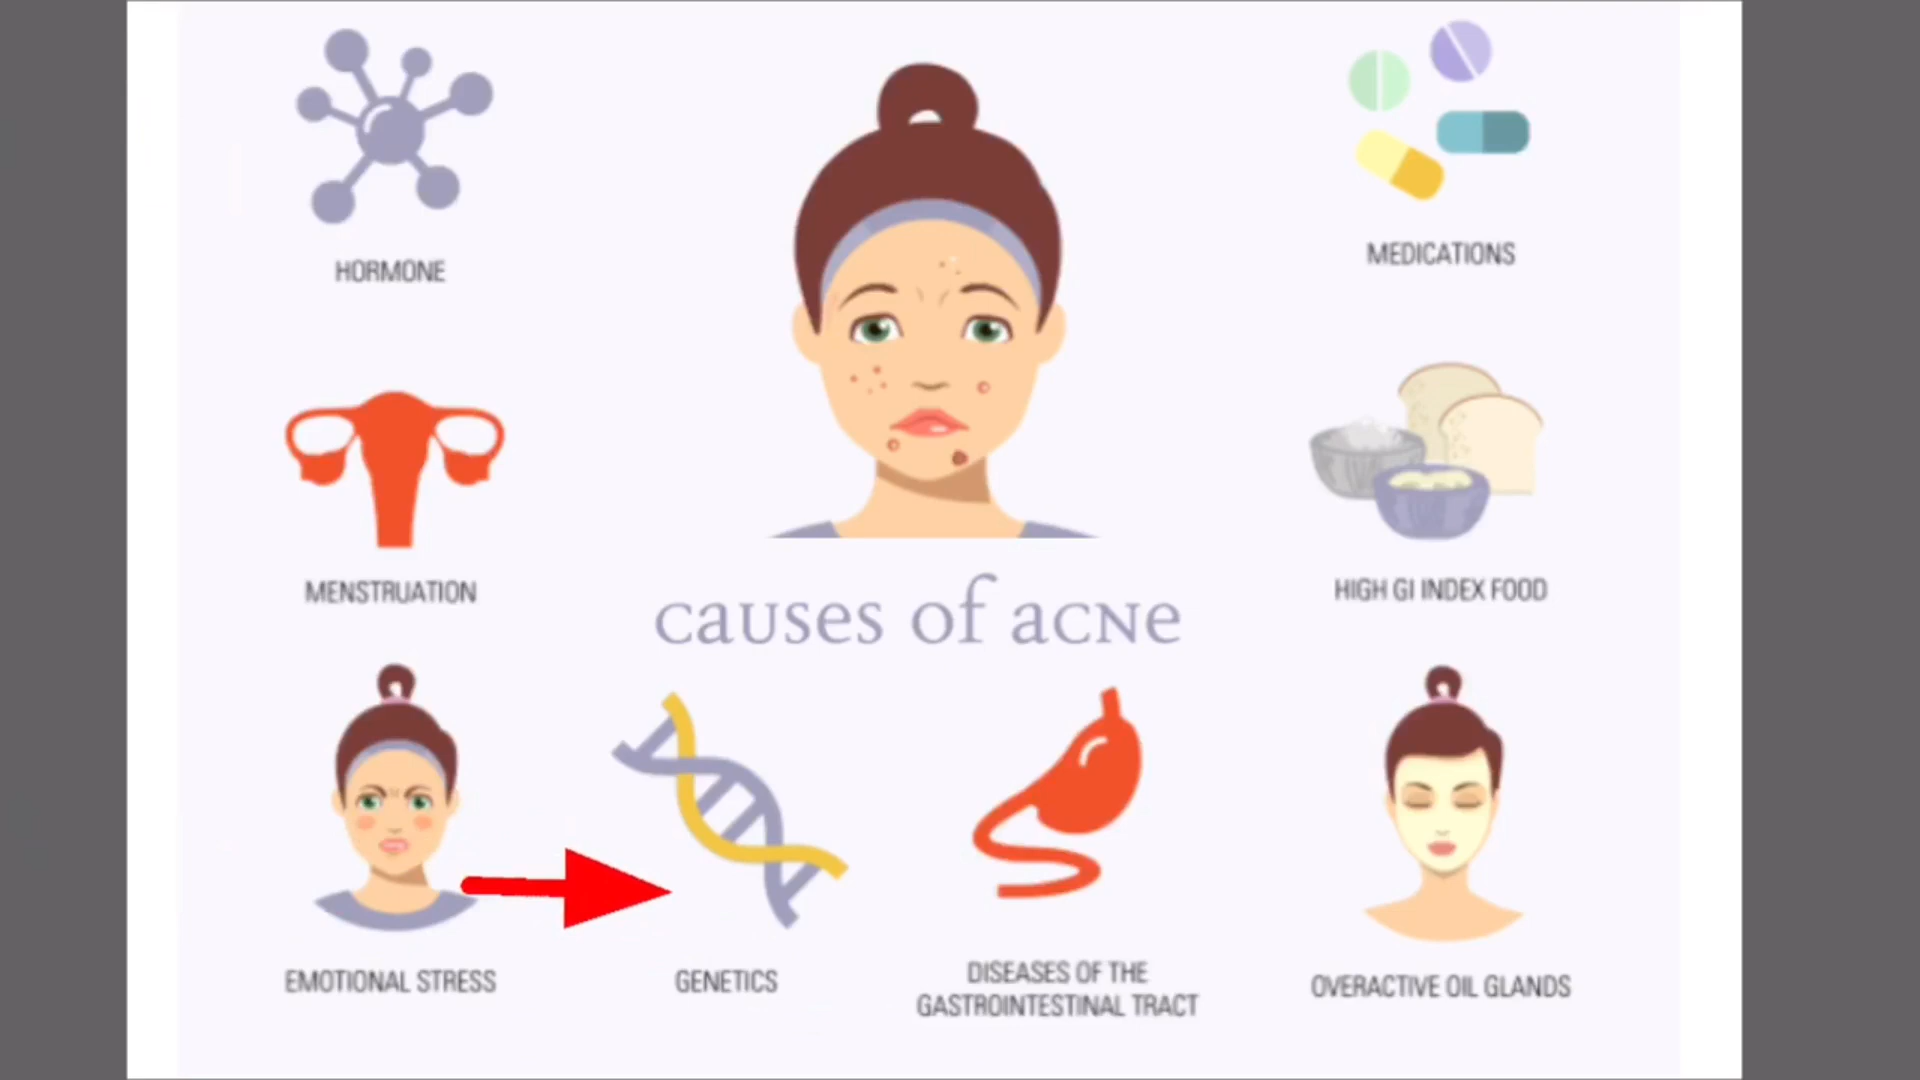 HORMONE
MEDICATIONS
MENSTRUATION
HIGH GI INDEX FOOD
causes of acne
EMOTIONAL STRESS
GENETICS
DISEASES OF THE
GASTROINTESTINAL TRACT
OVERACTIVE OIL GLANDS